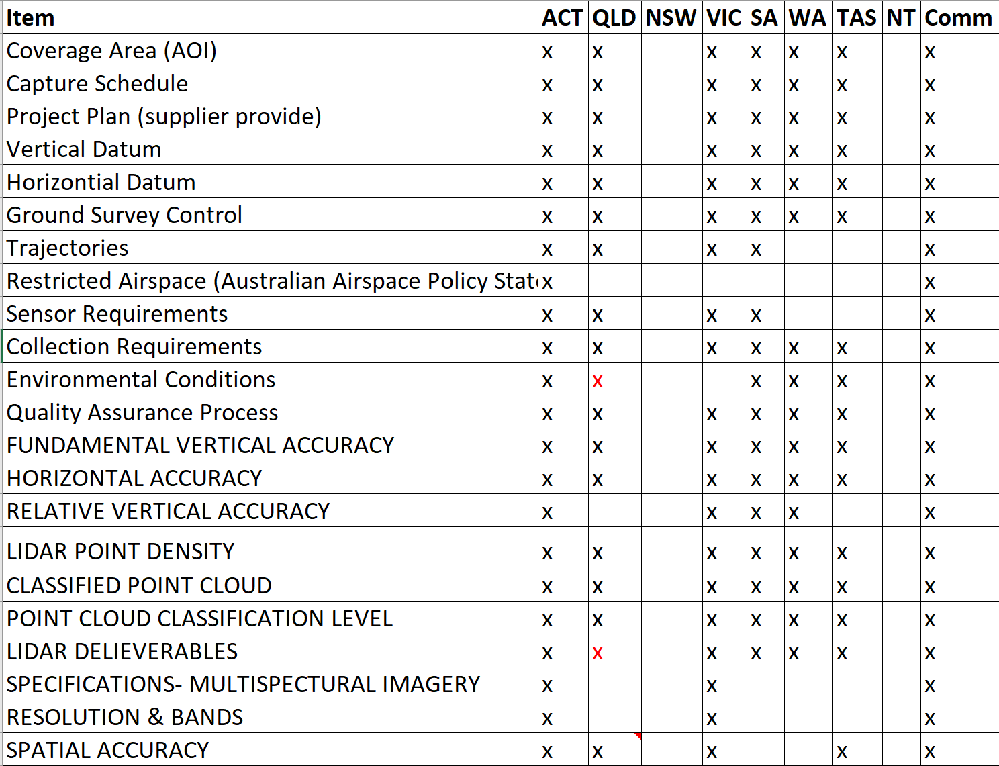 Item ACT QLD NSW VIC SA WA TAS NT Comm
Coverage Area (AOI) x x x x x x x
Capture Schedule x x x x x x x
Project Plan (supplier provide) x x x x x x x
Vertical Datum x x x x x x x
Horizontial Datum x x x x x x x
Ground Survey Control x x x x x x x
Trajectories x x x x x
Restricted Airspace (Australian Airspace Policy State x x
Sensor Requirements x x x x x
Collection Requirements x x x x x x x
Environmental Conditions x x x x x x
Quality Assurance Process x x x x x x x
FUNDAMENTAL VERTICAL ACCURACY x x x x x x x
HORIZONTAL ACCURACY x x x x x x x
RELATIVE VERTICAL ACCURACY x x x x x
LIDAR POINT DENSITY x x x x x x x
CLASSIFIED POINT CLOUD x x x x x x x
POINT CLOUD CLASSIFICATION LEVEL x x x x x x x
LIDAR DELIEVERABLES x x x x x x x
SPECIFICATIONS- MULTISPECTURAL IMAGERY x x x
RESOLUTION & BANDS x x x
SPATIAL ACCURACY x x x x x